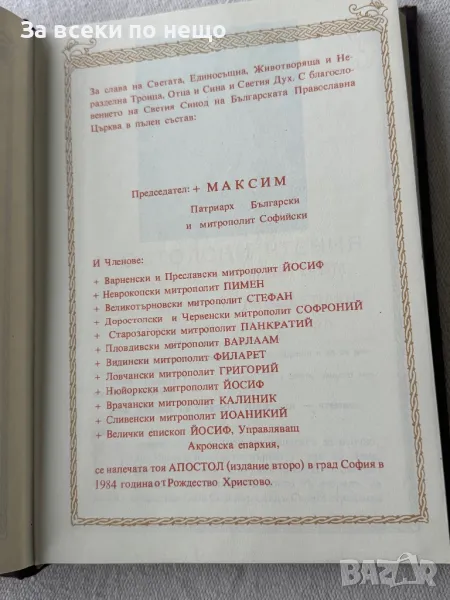 За всеки по нещо
За слава на Светата, Единосъщна, Животворяща и Не-
разделна Троица, Отца и Сина и Светия Дух. С благосло-
вението на Светия Синод на Българската Православна
Църква в пълен състав:
Председател: + МАКСИМ
Патриарх Български
и митрополит Софийски
И Членове:
+ Варненски и Преславски митрополит ЙОСИФ
+ Неврокопски митрополит ПИМЕН
+ Великотърновски митрополит СТЕФАН
+ Доростолски и Червенски митрополит СОФРОНИЙ
+ Старозагорски митрополит ПАНКРАТИЙ
+ Пловдивски митрополит ВАРЛААМ
+ Видински митрополит ФИЛАРЕТ
+ Ловчански митрополит ГРИГОРИЙ
+ Нюйоркски митрополит ЙОСИФ
+ Врачански митрополит КАЛИНИК
+ Сливенски митрополит ИОАНИКИЙ
+ Велички епископ ЙОСИФ, Управляващ
Акронска епархия,
се напечата тоя АПОСТОЛ (издание второ) в град София в
1984 година от Рождество Христово.
BAZAR.BG